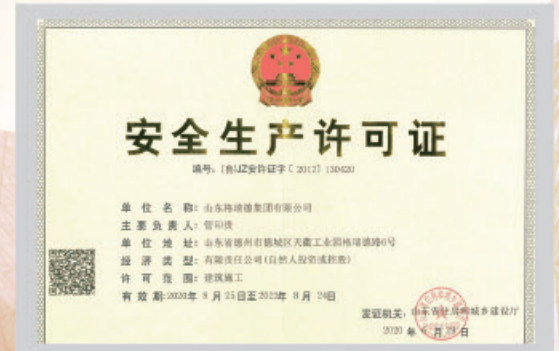 安全生产许可证
编号：(鲁)JZ安许证字〔2017〕130420
单位名称：山东格瑞德集团有限公司
主要负责人：管印贵
单位地址：山东省德州市德城区天衢工业园格瑞德路6号
经济类型：有限责任公司(自然人投资或控股)
许可范围：建筑施工
有效期：2020年 8 月 25日至 2023年 8 月 24日
发证机关：山东省住房和城乡建设厅
2020 年 月 日